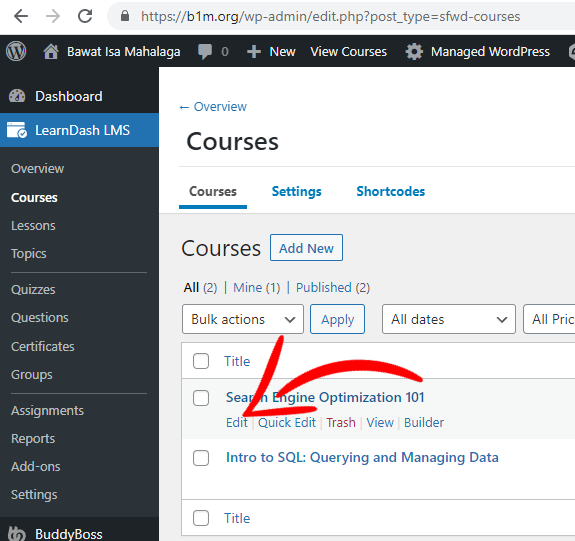 https://b1m.org/wp-admin/edit.php?post_type=sfwd-courses
Bawat Isa Mahalaga 0 New View Courses Managed WordPress
Dashboard
LearnDash LMS
Overview
Courses
Lessons
Topics
Quizzes
Questions
Certificates
Groups
Assignments
Reports
Add-ons
Settings
BuddyBoss
← Overview
Courses
Courses Settings Shortcodes
Courses Add New
All (2) | Mine (1) | Published (2)
Bulk actions Apply All dates All Pric
Title
Search Engine Optimization 101
Edit | Quick Edit | Trash | View | Builder
Intro to SQL: Querying and Managing Data
Title